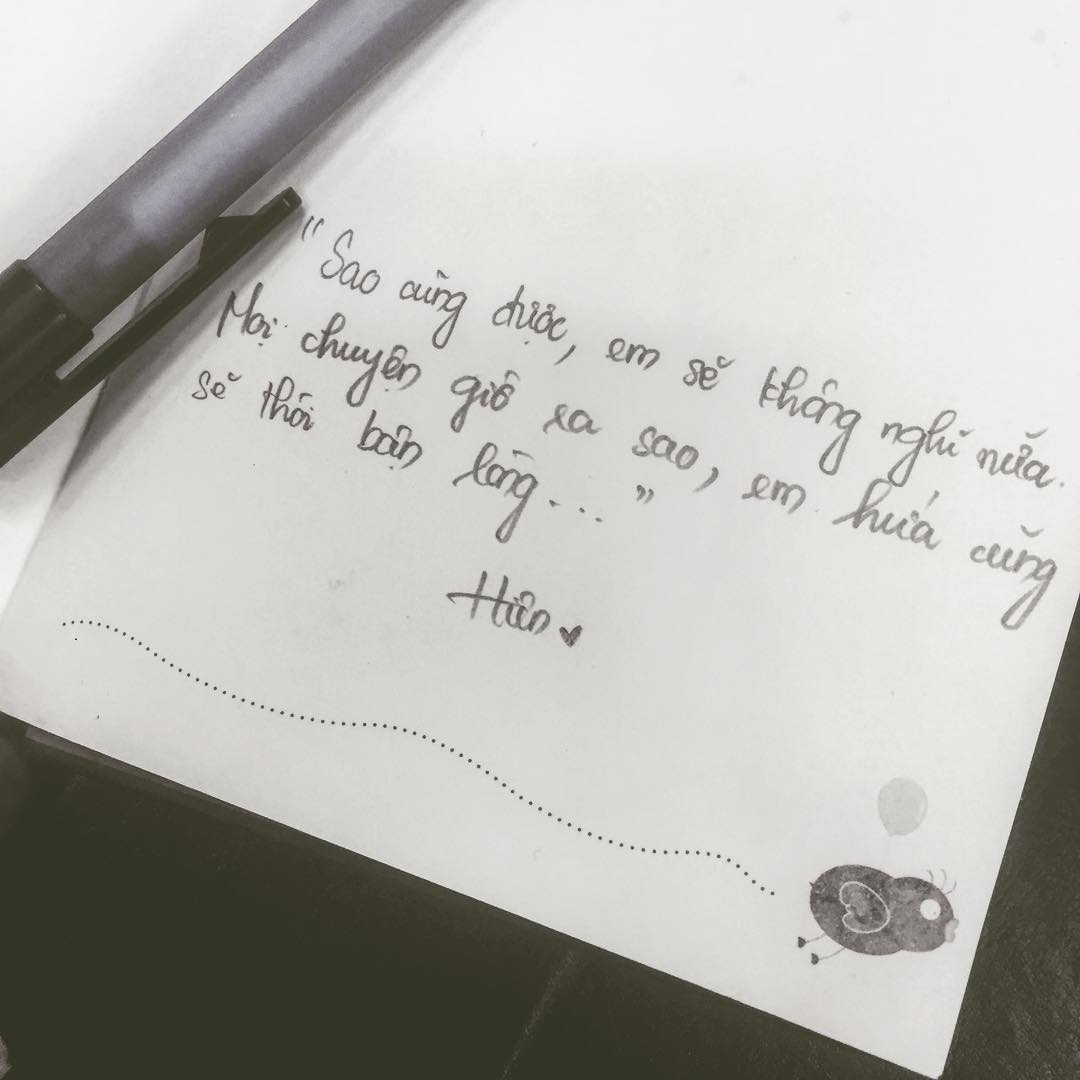 "Sao cũng được, em sẽ không nghĩ nữa.
Mọi chuyện giờ ra sao, em hứa cũng
sẽ thôi bận lòng..."
Hiên